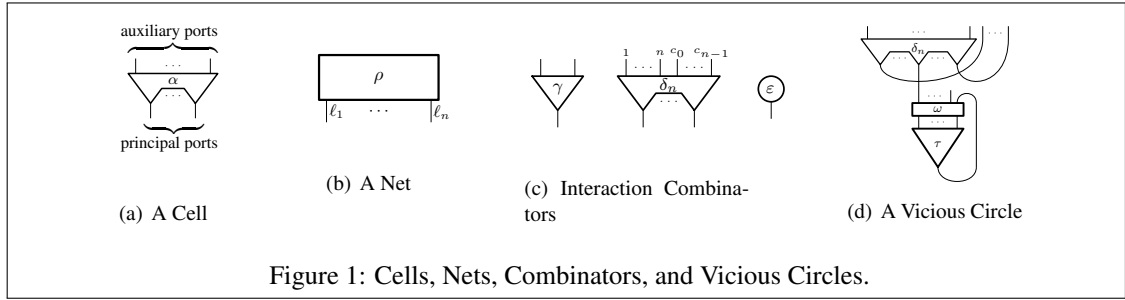 auxiliary ports
...
α
...
principal ports
(a) A Cell
ρ
ℓ₁ ... ℓₙ
(b) A Net
γ
1 ... n c₀ ... cₙ₋₁
δₙ
...
ε
(c) Interaction Combina-
tors
...
...
δₙ
... ...
...
ω
...
τ
(d) A Vicious Circle
Figure 1: Cells, Nets, Combinators, and Vicious Circles.